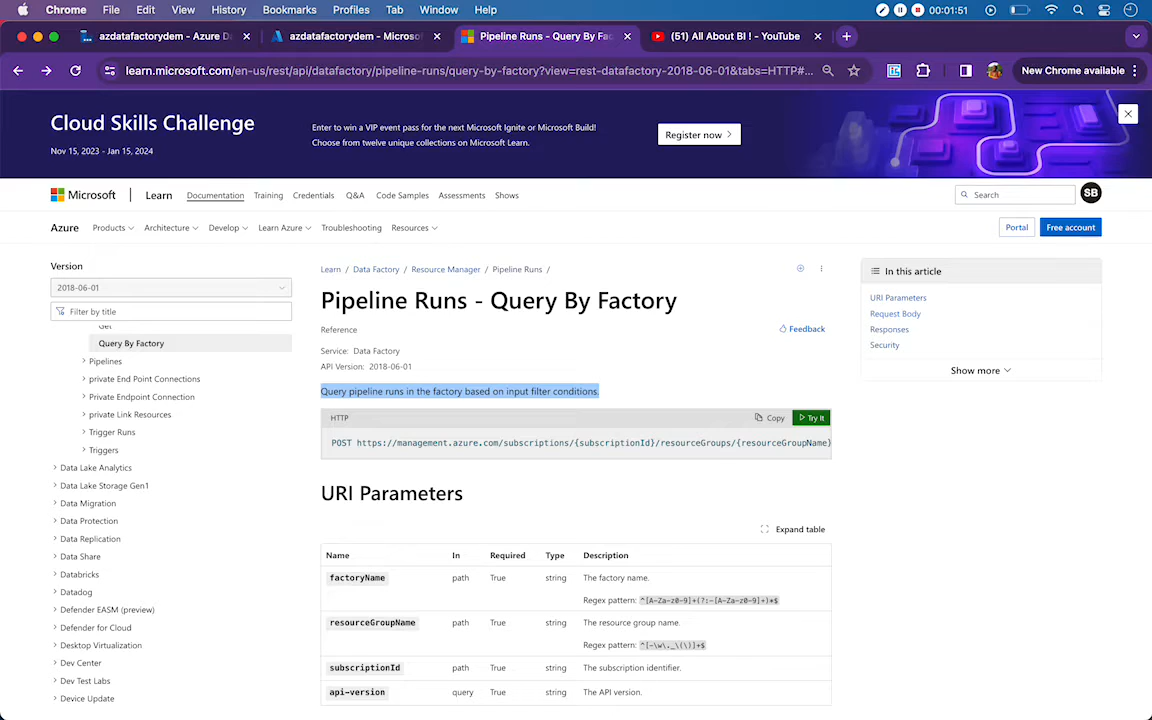 Chrome File Edit View History Bookmarks Profiles Tab Window Help 00:01:51
azdatafactorydem - Azure Da
azdatafactorydem - Microsof
Pipeline Runs - Query By Fac
(51) All About BI ! - YouTube
learn.microsoft.com/en-us/rest/api/datafactory/pipeline-runs/query-by-factory?view=rest-datafactory-2018-06-01&tabs=HTTP#... New Chrome available
Cloud Skills Challenge
Nov 15, 2023 - Jan 15, 2024
Enter to win a VIP event pass for the next Microsoft Ignite or Microsoft Build!
Choose from twelve unique collections on Microsoft Learn.
Register now
Microsoft Learn Documentation Training Credentials Q&A Code Samples Assessments Shows Search SB
Azure Products Architecture Develop Learn Azure Troubleshooting Resources Portal Free account
Version
2018-06-01
Filter by title
Get
Query By Factory
Pipelines
private End Point Connections
Private Endpoint Connection
private Link Resources
Trigger Runs
Triggers
Data Lake Analytics
Data Lake Storage Gen1
Data Migration
Data Protection
Data Replication
Data Share
Databricks
Datadog
Defender EASM (preview)
Defender for Cloud
Desktop Virtualization
Dev Center
Dev Test Labs
Device Update
Learn / Data Factory / Resource Manager / Pipeline Runs /
Pipeline Runs - Query By Factory
Reference
Feedback
Service: Data Factory
API Version: 2018-06-01
Query pipeline runs in the factory based on input filter conditions.
HTTP Copy Try It
POST https://management.azure.com/subscriptions/{subscriptionId}/resourceGroups/{resourceGroupName}
URI Parameters
Expand table
Name In Required Type Description
factoryName path True string The factory name.
Regex pattern: ^[A-Za-z0-9]+(?:-[A-Za-z0-9]+)*$
resourceGroupName path True string The resource group name.
Regex pattern: ^[-\w\._\(\)]+$
subscriptionId path True string The subscription identifier.
api-version query True string The API version.
In this article
URI Parameters
Request Body
Responses
Security
Show more